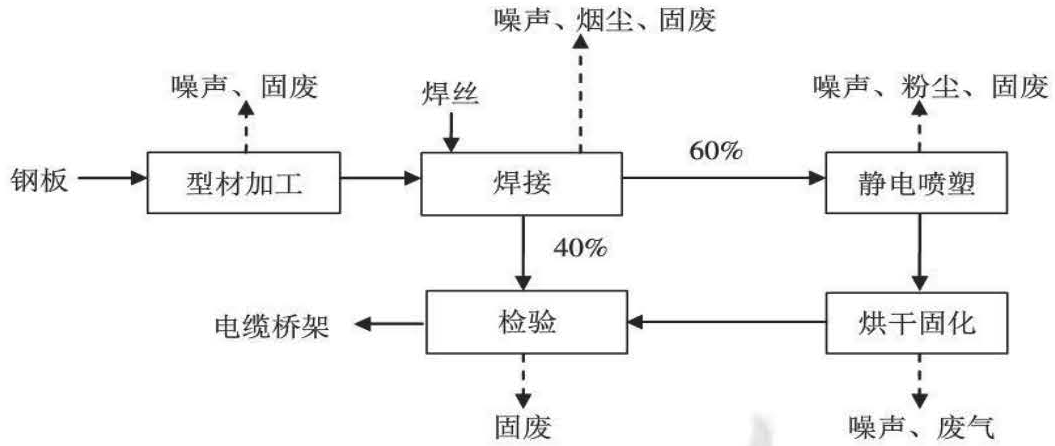 噪声、烟尘、固废
噪声、固废
焊丝
噪声、粉尘、固废
钢板
型材加工
焊接
60%
静电喷塑
40%
电缆桥架
检验
烘干固化
固废
噪声、废气